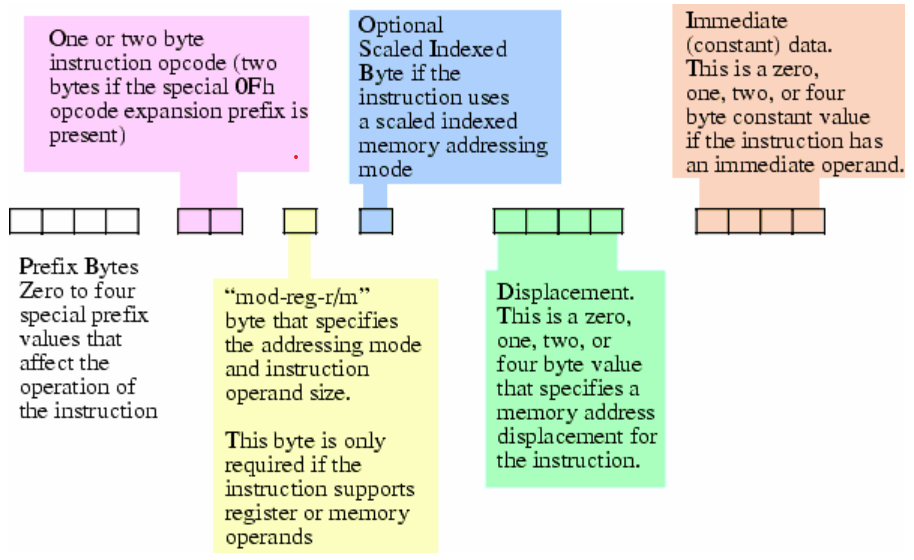 One or two byte
instruction opcode (two
bytes if the special 0Fh
opcode expansion prefix is
present)
Optional
Scaled Indexed
Byte if the
instruction uses
a scaled indexed
memory addressing
mode
Immediate
(constant) data.
This is a zero,
one, two, or four
byte constant value
if the instruction has
an immediate operand.
Prefix Bytes
Zero to four
special prefix
values that
affect the
operation of
the instruction
“mod-reg-r/m”
byte that specifies
the addressing mode
and instruction
operand size.
This byte is only
required if the
instruction supports
register or memory
operands
Displacement.
This is a zero,
one, two, or
four byte value
that specifies a
memory address
displacement for
the instruction.